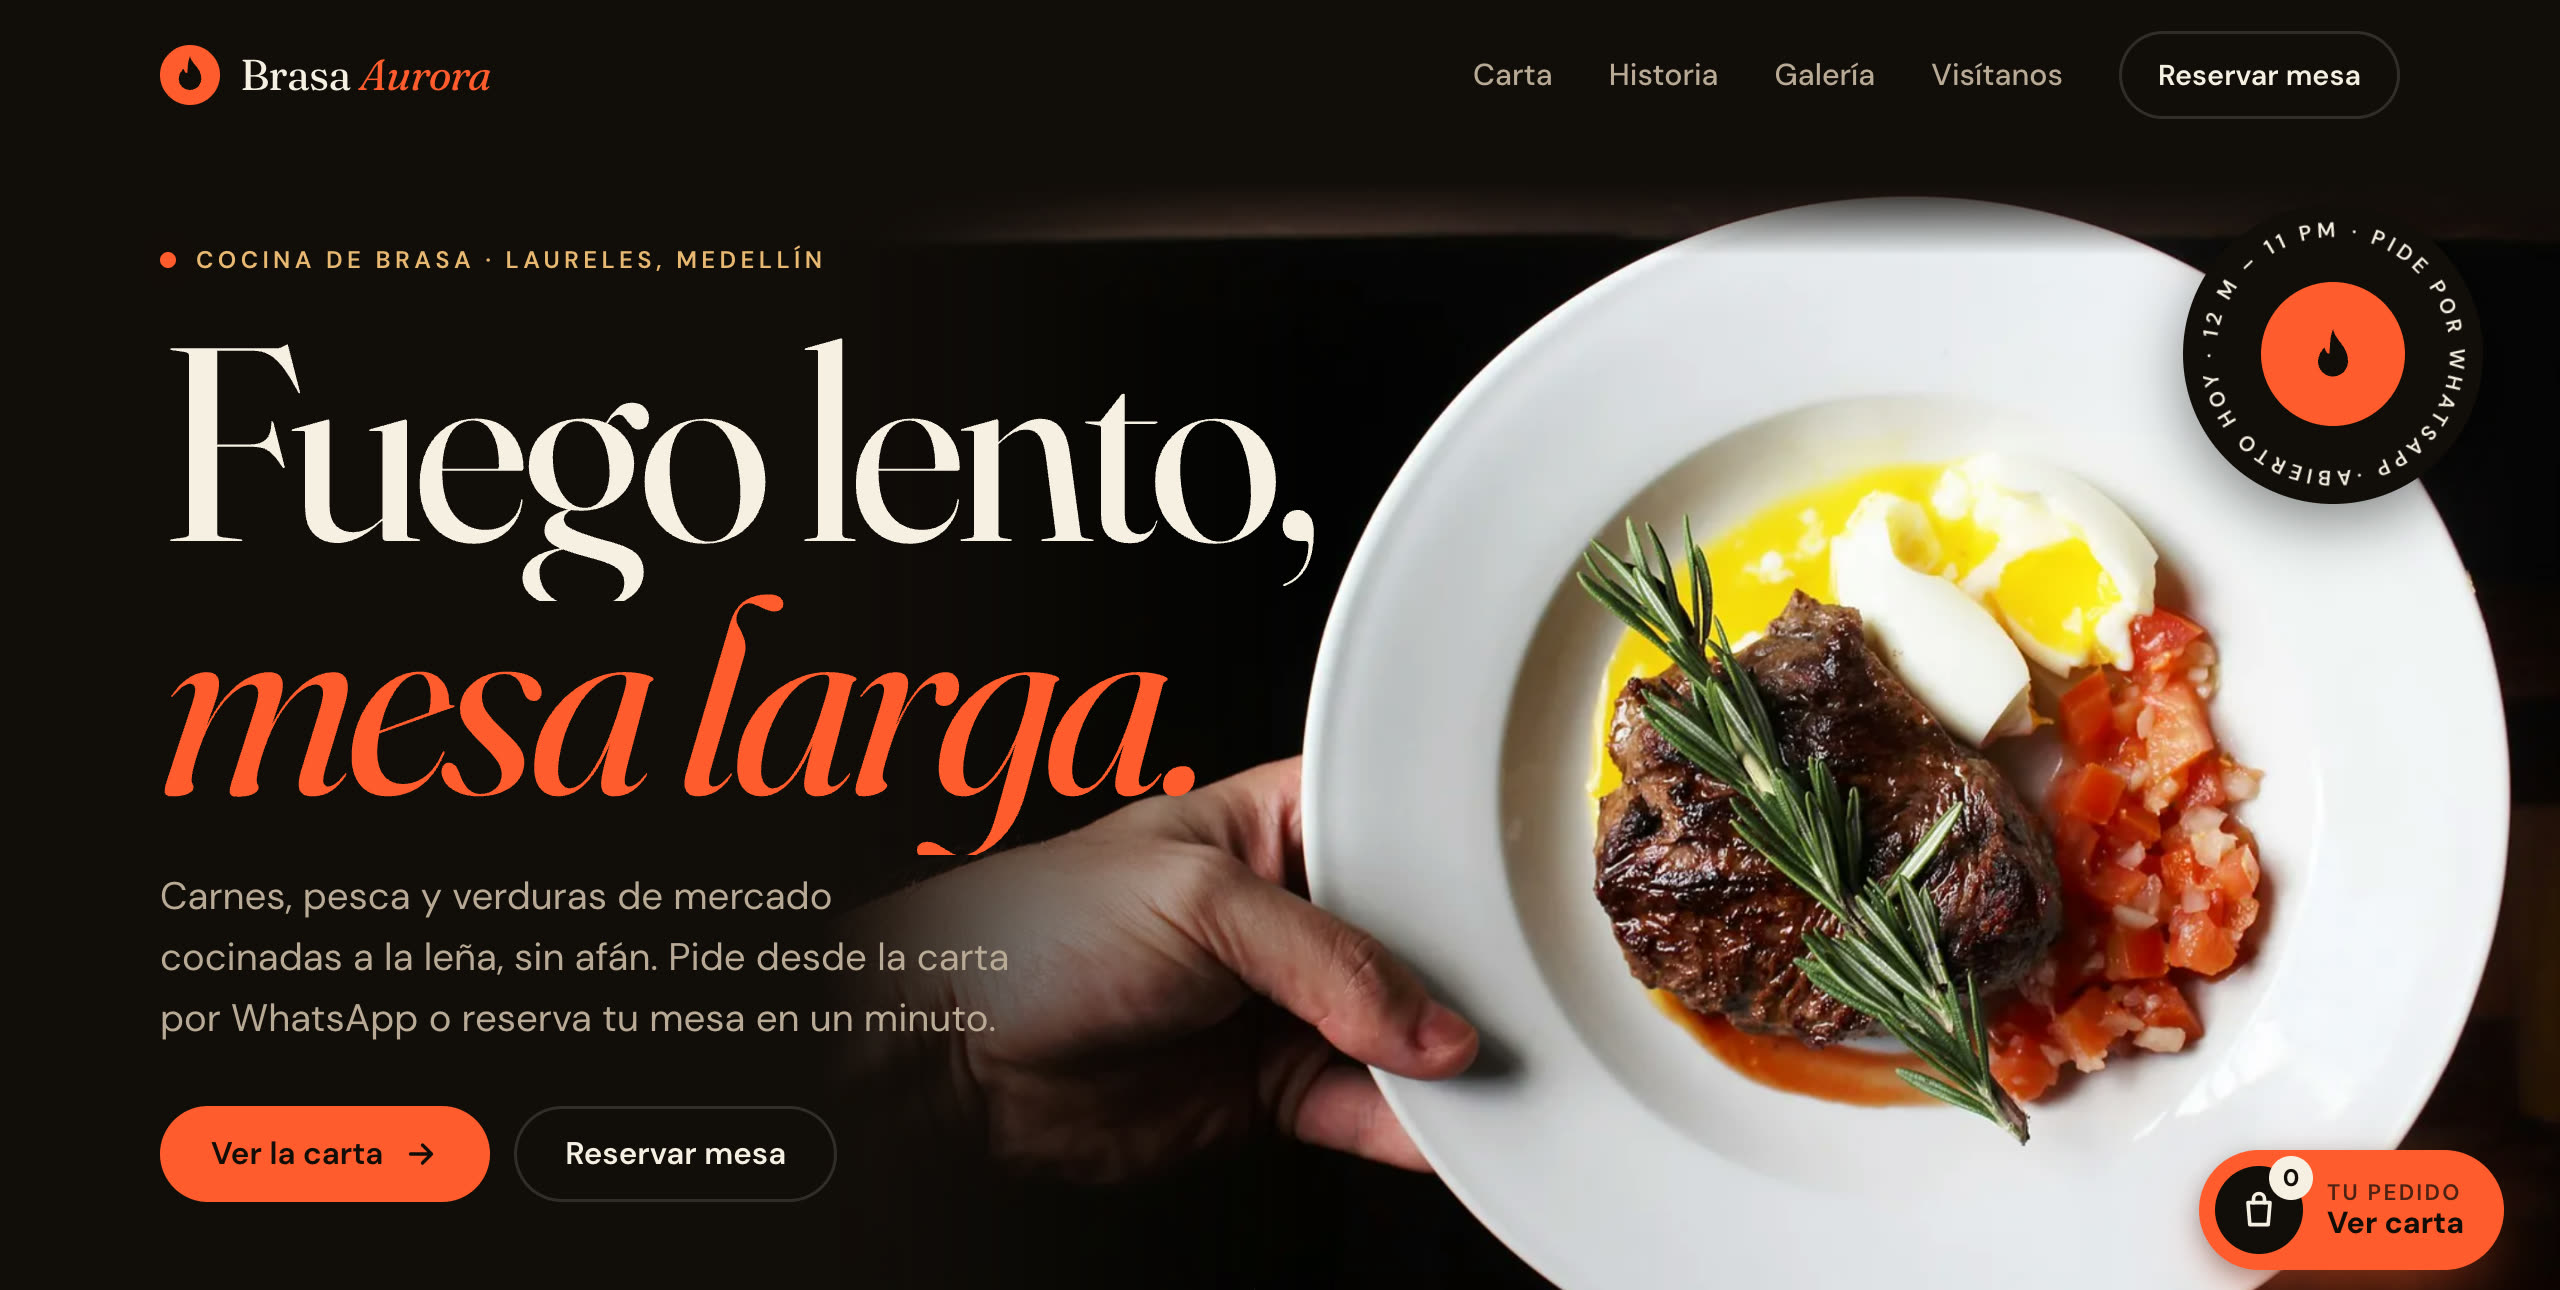 Brasa Aurora
Carta
Historia
Galería
Visítanos
Reservar mesa
COCINA DE BRASA · LAURELES, MEDELLÍN
ABIERTO HOY · 12 M – 11 PM · PIDE POR WHATSAPP ·
Fuego lento,
mesa larga.
Carnes, pesca y verduras de mercado
cocinadas a la leña, sin afán. Pide desde la carta
por WhatsApp o reserva tu mesa en un minuto.
Ver la carta →
Reservar mesa
0
TU PEDIDO
Ver carta